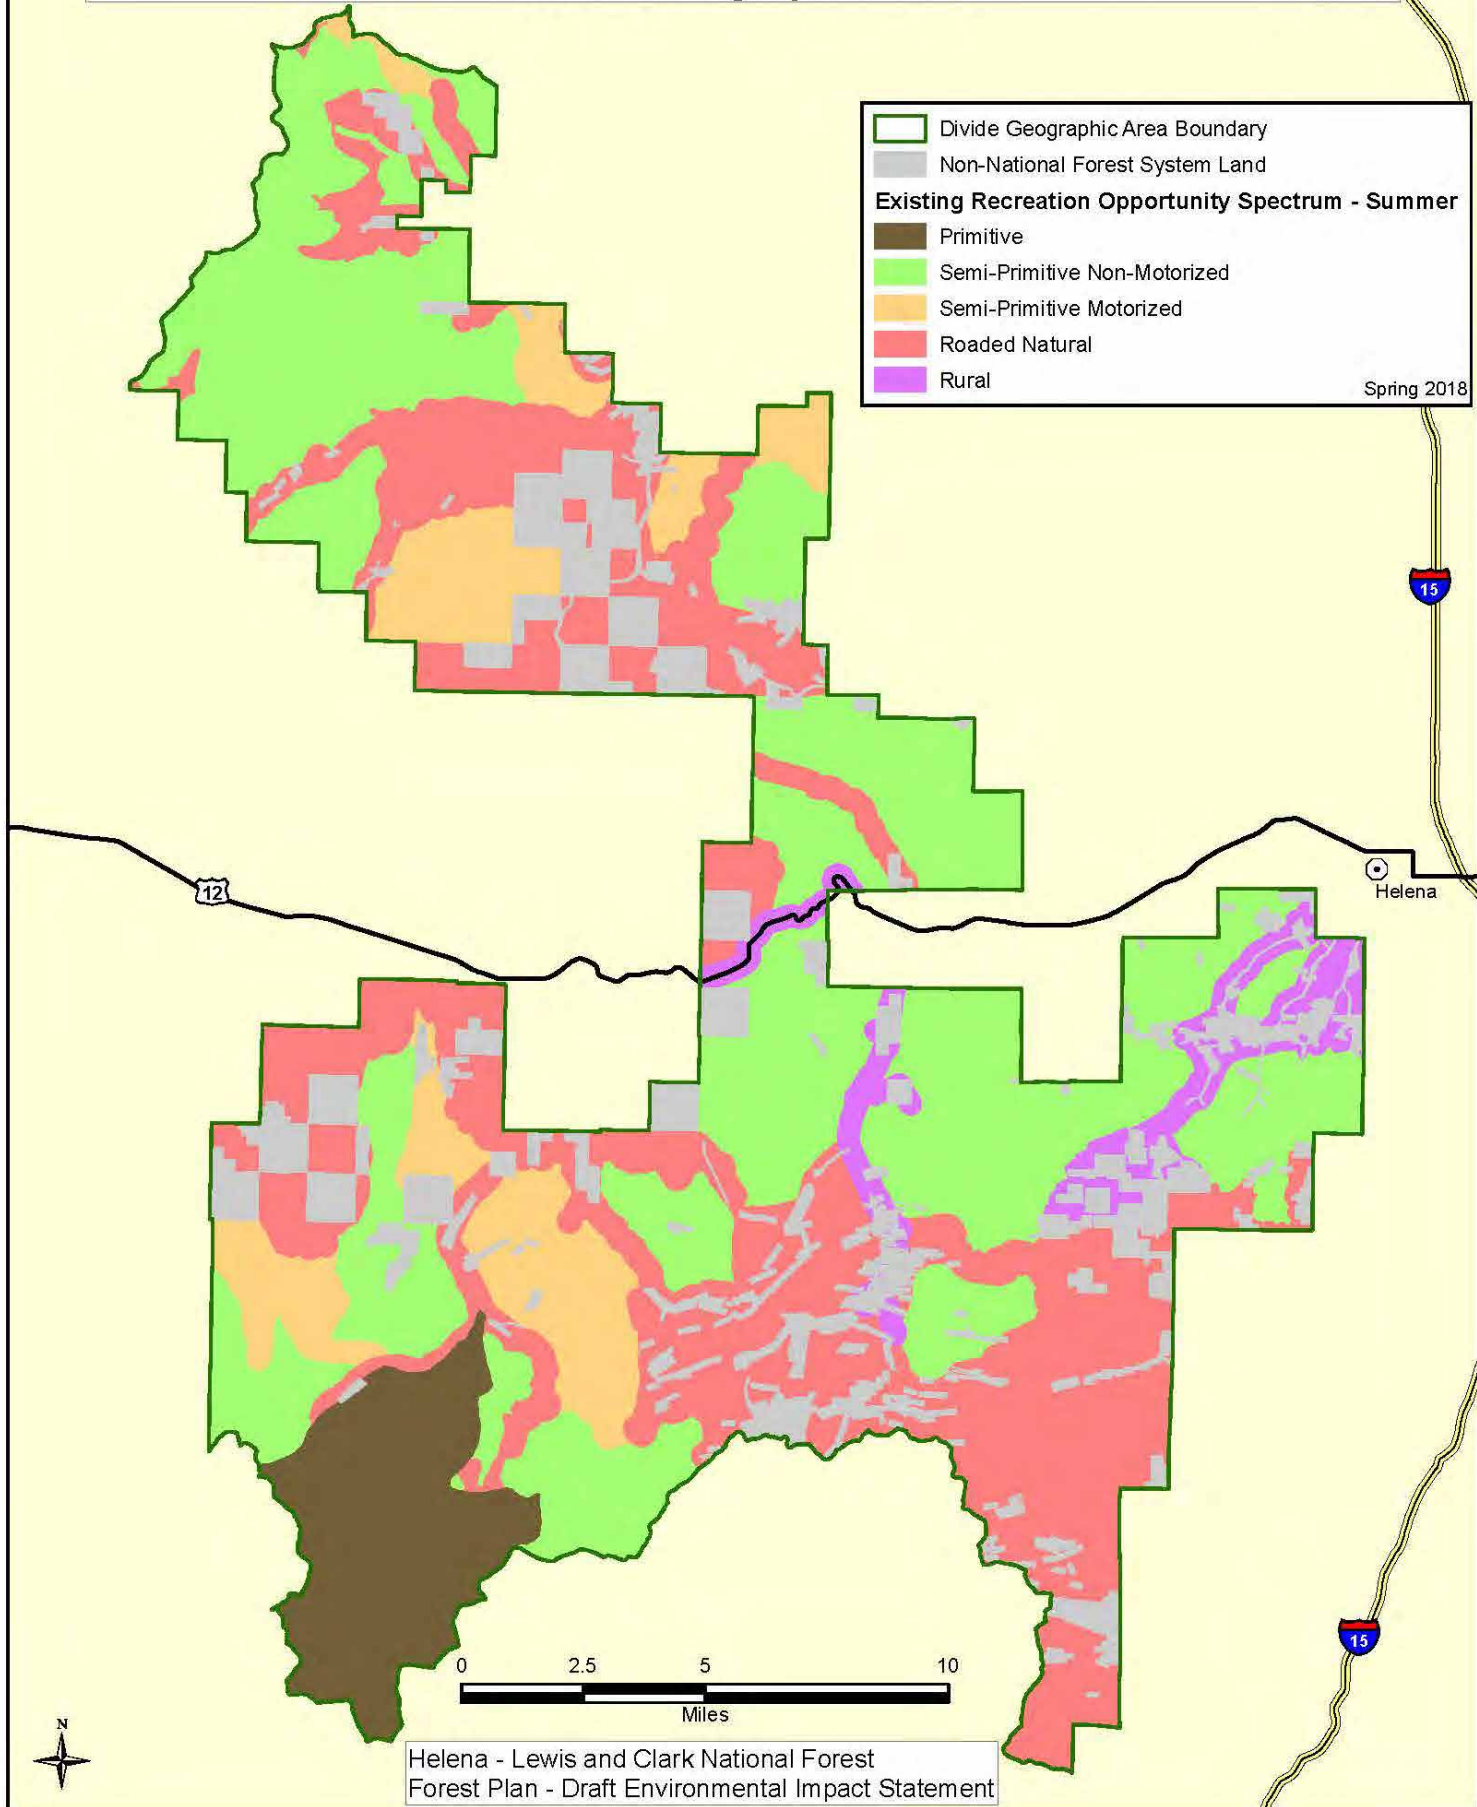 Divide Geographic Area Boundary
Non-National Forest System Land
Existing Recreation Opportunity Spectrum - Summer
Primitive
Semi-Primitive Non-Motorized
Semi-Primitive Motorized
Roaded Natural
Rural
Spring 2018
15
12
Helena
15
0 2.5 5 10
Miles
N
Helena - Lewis and Clark National Forest
Forest Plan - Draft Environmental Impact Statement